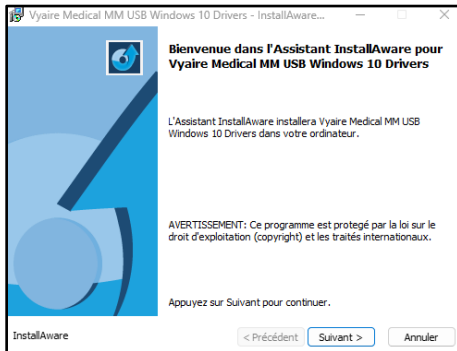 Vyaire Medical MM USB Windows 10 Drivers - InstallAware...
Bienvenue dans l'Assistant InstallAware pour
Vyaire Medical MM USB Windows 10 Drivers
L'Assistant InstallAware installera Vyaire Medical MM USB
Windows 10 Drivers dans votre ordinateur.
AVERTISSEMENT: Ce programme est protegé par la loi sur le
droit d'exploitation (copyright) et les traités internationaux.
Appuyez sur Suivant pour continuer.
InstallAware
< Précédent
Suivant >
Annuler